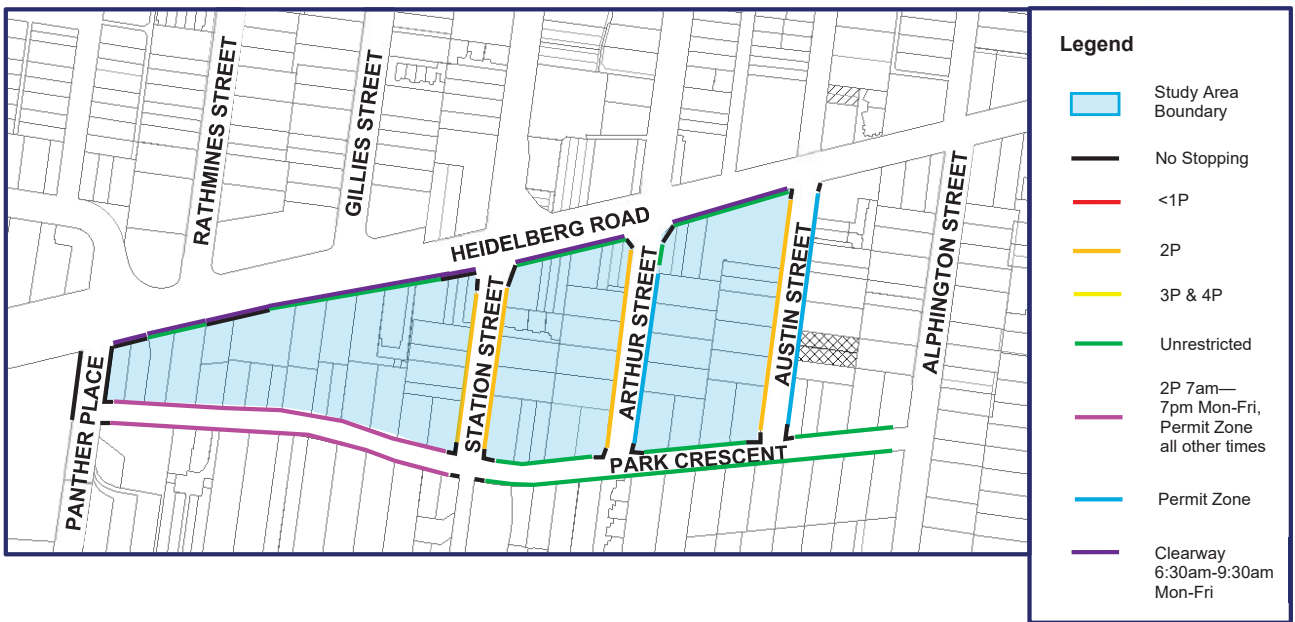 RATHMINES STREET
GILLIES STREET
HEIDELBERG ROAD
PANTHER PLACE
STATION STREET
ARTHUR STREET
AUSTIN STREET
ALPHINGTON STREET
PARK CRESCENT
Legend
Study Area
Boundary
No Stopping
<1P
2P
3P & 4P
Unrestricted
2P 7am—
7pm Mon-Fri,
Permit Zone
all other times
Permit Zone
Clearway
6:30am-9:30am
Mon-Fri